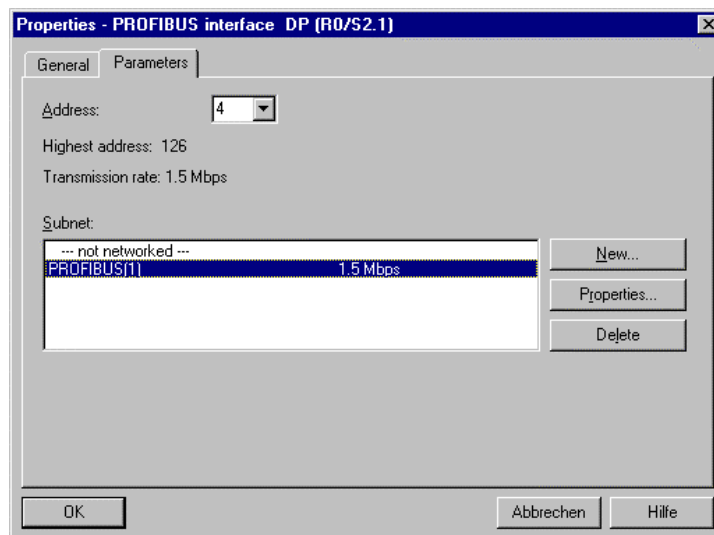 Properties - PROFIBUS interface DP (R0/S2.1)
General Parameters
Address: 4
Highest address: 126
Transmission rate: 1.5 Mbps
Subnet:
--- not networked ---
PROFIBUS(1) 1.5 Mbps
New...
Properties...
Delete
OK Abbrechen Hilfe